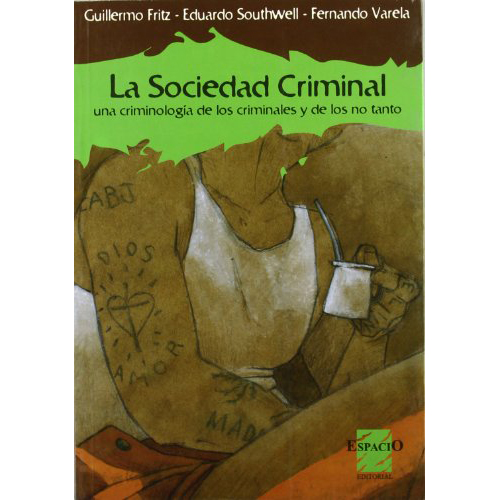 Guillermo Fritz - Eduardo Southwell - Fernando Varela
La Sociedad Criminal
una criminología de los criminales y de los no tanto
CABJ
DIOS
AMOR
MAD
ESPACIO
EDITORIAL